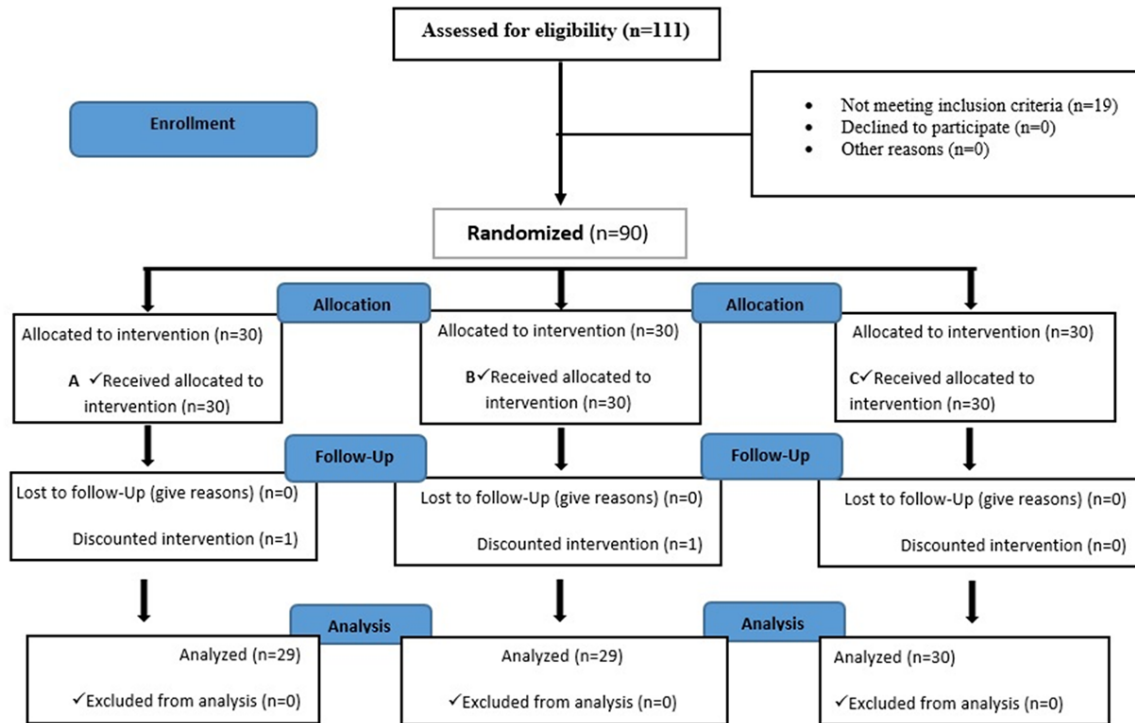 Assessed for eligibility (n=111)
Enrollment
• Not meeting inclusion criteria (n=19)
• Declined to participate (n=0)
• Other reasons (n=0)
Randomized (n=90)
Allocation
Allocation
Allocated to intervention (n=30)
A ✓Received allocated to
intervention (n=30)
Allocated to intervention (n=30)
B ✓Received allocated to
intervention (n=30)
Allocated to intervention (n=30)
C✓Received allocated to
intervention (n=30)
Follow-Up
Follow-Up
Lost to follow-Up (give reasons) (n=0)
Discounted intervention (n=1)
Lost to follow-Up (give reasons) (n=0)
Discounted intervention (n=1)
Lost to follow-Up (give reasons) (n=0)
Discounted intervention (n=0)
Analysis
Analysis
Analyzed (n=29)
✓Excluded from analysis (n=0)
Analyzed (n=29)
✓Excluded from analysis (n=0)
Analyzed (n=30)
✓Excluded from analysis (n=0)